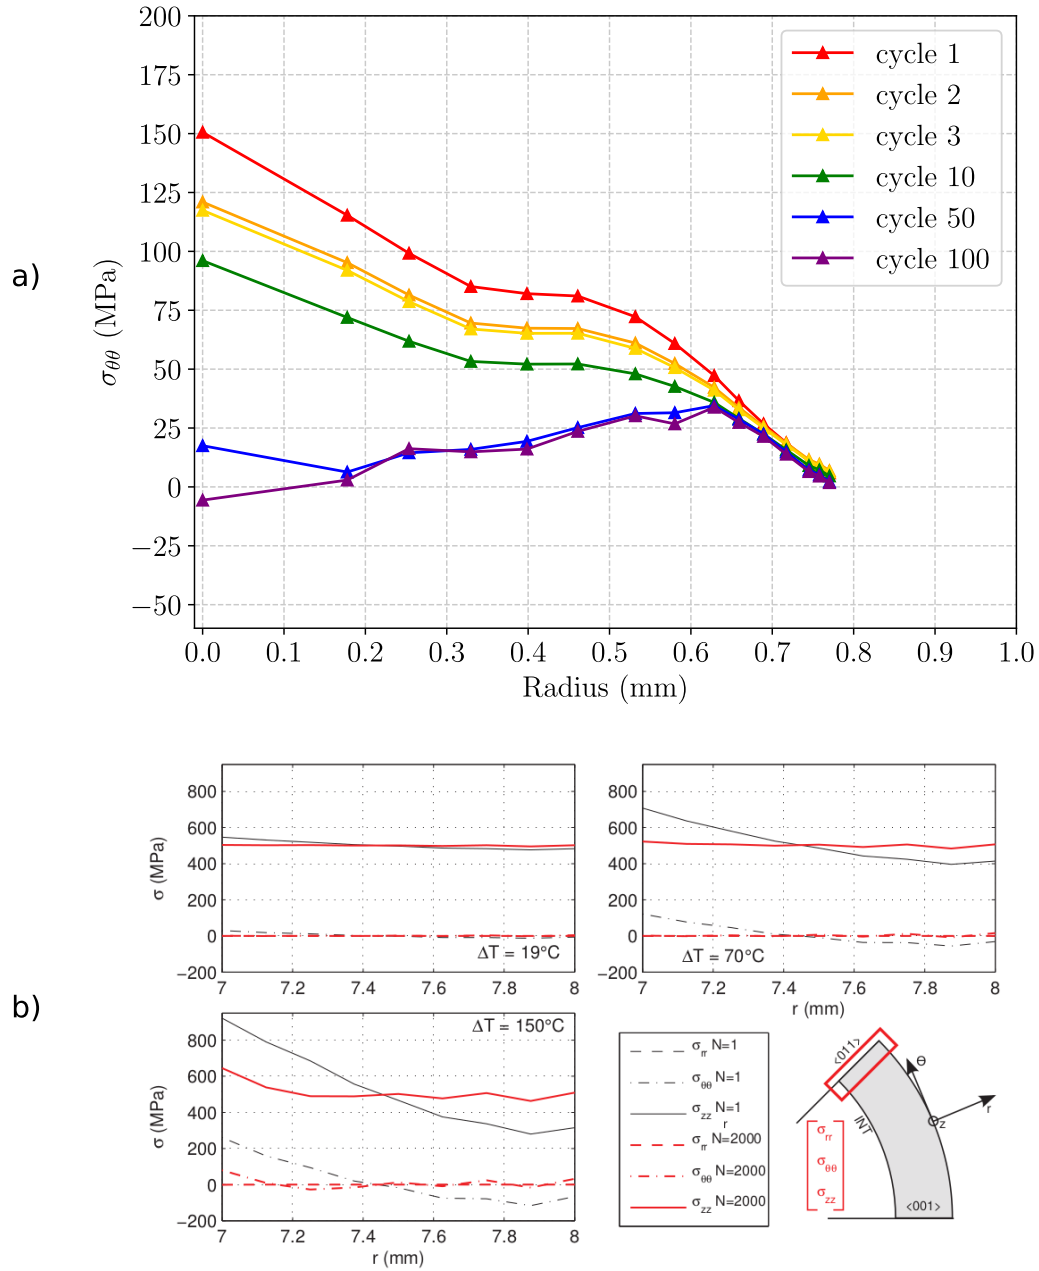 a)
200
175
150
125
100
75
50
25
0
−25
−50
σθθ (MPa)
0.0 0.1 0.2 0.3 0.4 0.5 0.6 0.7 0.8 0.9 1.0
Radius (mm)
cycle 1
cycle 2
cycle 3
cycle 10
cycle 50
cycle 100
b)
800
600
400
200
0
−200
σ (MPa)
ΔT = 19°C
7 7.2 7.4 7.6 7.8 8
800
600
400
200
0
−200
ΔT = 70°C
7 7.2 7.4 7.6 7.8 8
r (mm)
ΔT = 150°C
800
600
400
200
0
−200
σ (MPa)
7 7.2 7.4 7.6 7.8 8
r (mm)
σrr N=1
σθθ N=1
σzz N=1
r
σrr N=2000
σθθ N=2000
σzz N=2000
<011>
θ
r
z
INT
σrr
σθθ
σzz
<001>